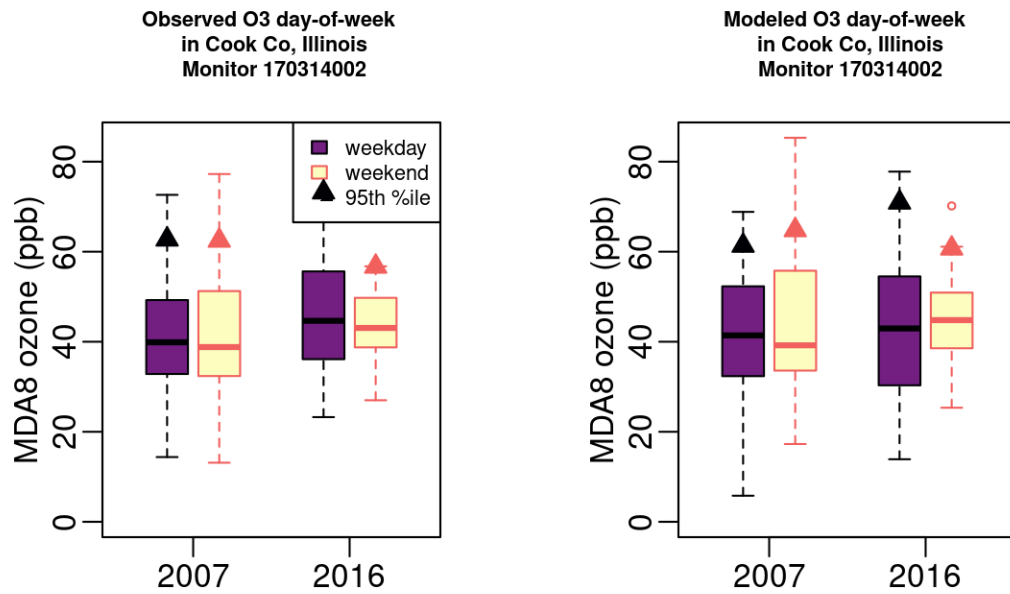 Observed O3 day-of-week
in Cook Co, Illinois
Monitor 170314002
MDA8 ozone (ppb)
80
60
40
20
0
weekday
weekend
95th %ile
2007
2016
Modeled O3 day-of-week
in Cook Co, Illinois
Monitor 170314002
MDA8 ozone (ppb)
80
60
40
20
0
2007
2016